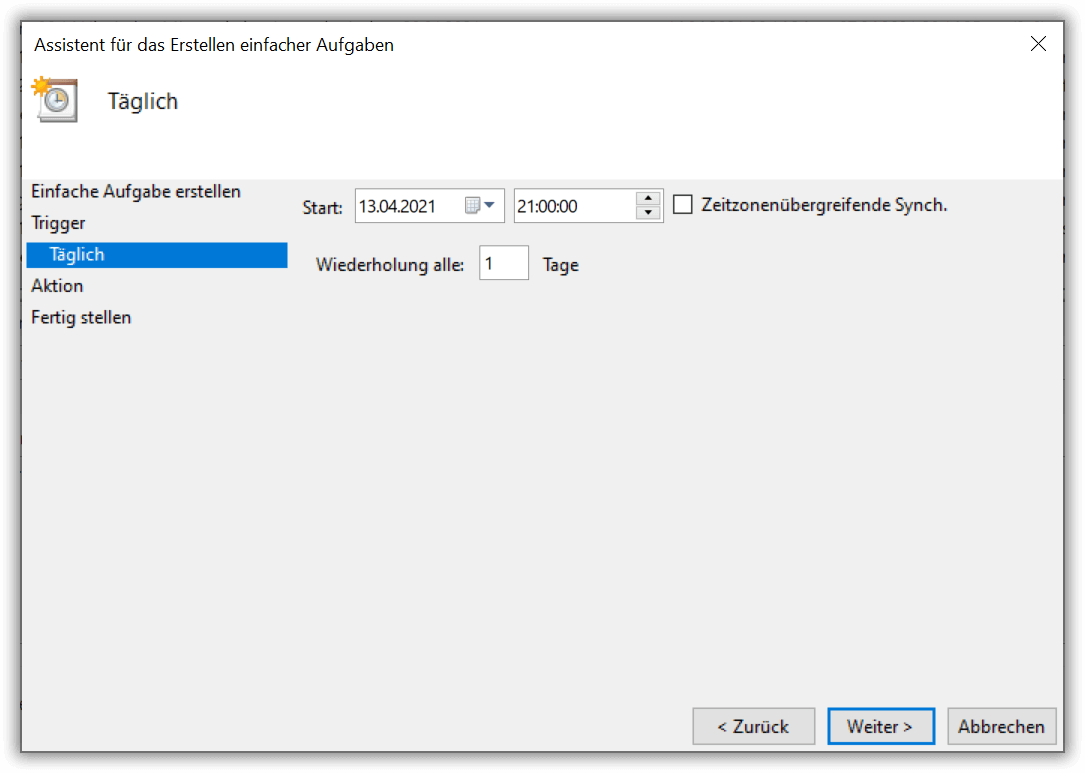 Assistent für das Erstellen einfacher Aufgaben
Täglich
Einfache Aufgabe erstellen
Trigger
Täglich
Aktion
Fertig stellen
Start: 13.04.2021 21:00:00 Zeitzonenübergreifende Synch.
Wiederholung alle: 1 Tage
< Zurück Weiter > Abbrechen